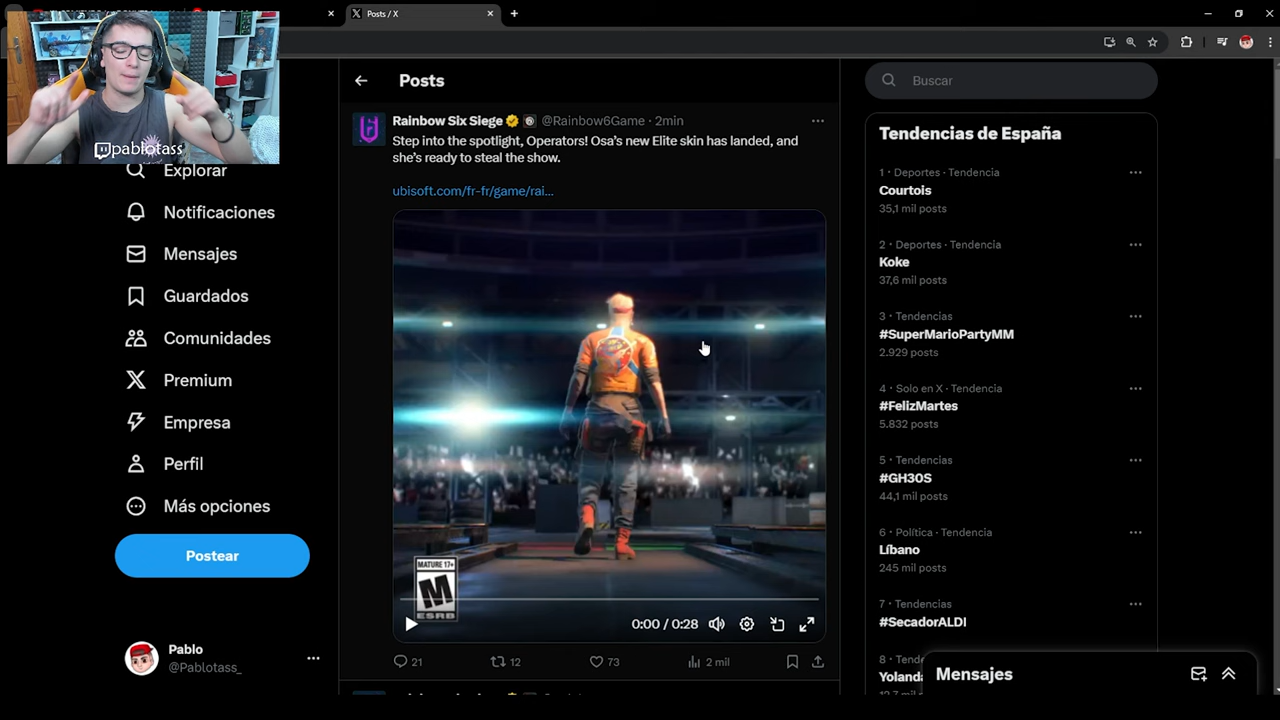 Posts / X
pablotass
Explorar
Notificaciones
Mensajes
Guardados
Comunidades
Premium
Empresa
Perfil
Más opciones
Postear
Pablo
@Pablotass_
Posts
Rainbow Six Siege @Rainbow6Game · 2min
Step into the spotlight, Operators! Osa's new Elite skin has landed, and
she's ready to steal the show.
ubisoft.com/fr-fr/game/rai...
MATURE 17+
M
ESRB
0:00 / 0:28
21
12
73
2 mil
Buscar
Tendencias de España
1 · Deportes · Tendencia
Courtois
35,1 mil posts
2 · Deportes · Tendencia
Koke
37,6 mil posts
3 · Tendencias
#SuperMarioPartyMM
2.929 posts
4 · Solo en X · Tendencia
#FelizMartes
5.832 posts
5 · Tendencias
#GH30S
44,1 mil posts
6 · Política · Tendencia
Líbano
245 mil posts
7 · Tendencias
#SecadorALDI
8 · Tende
Yolanda
Mensajes